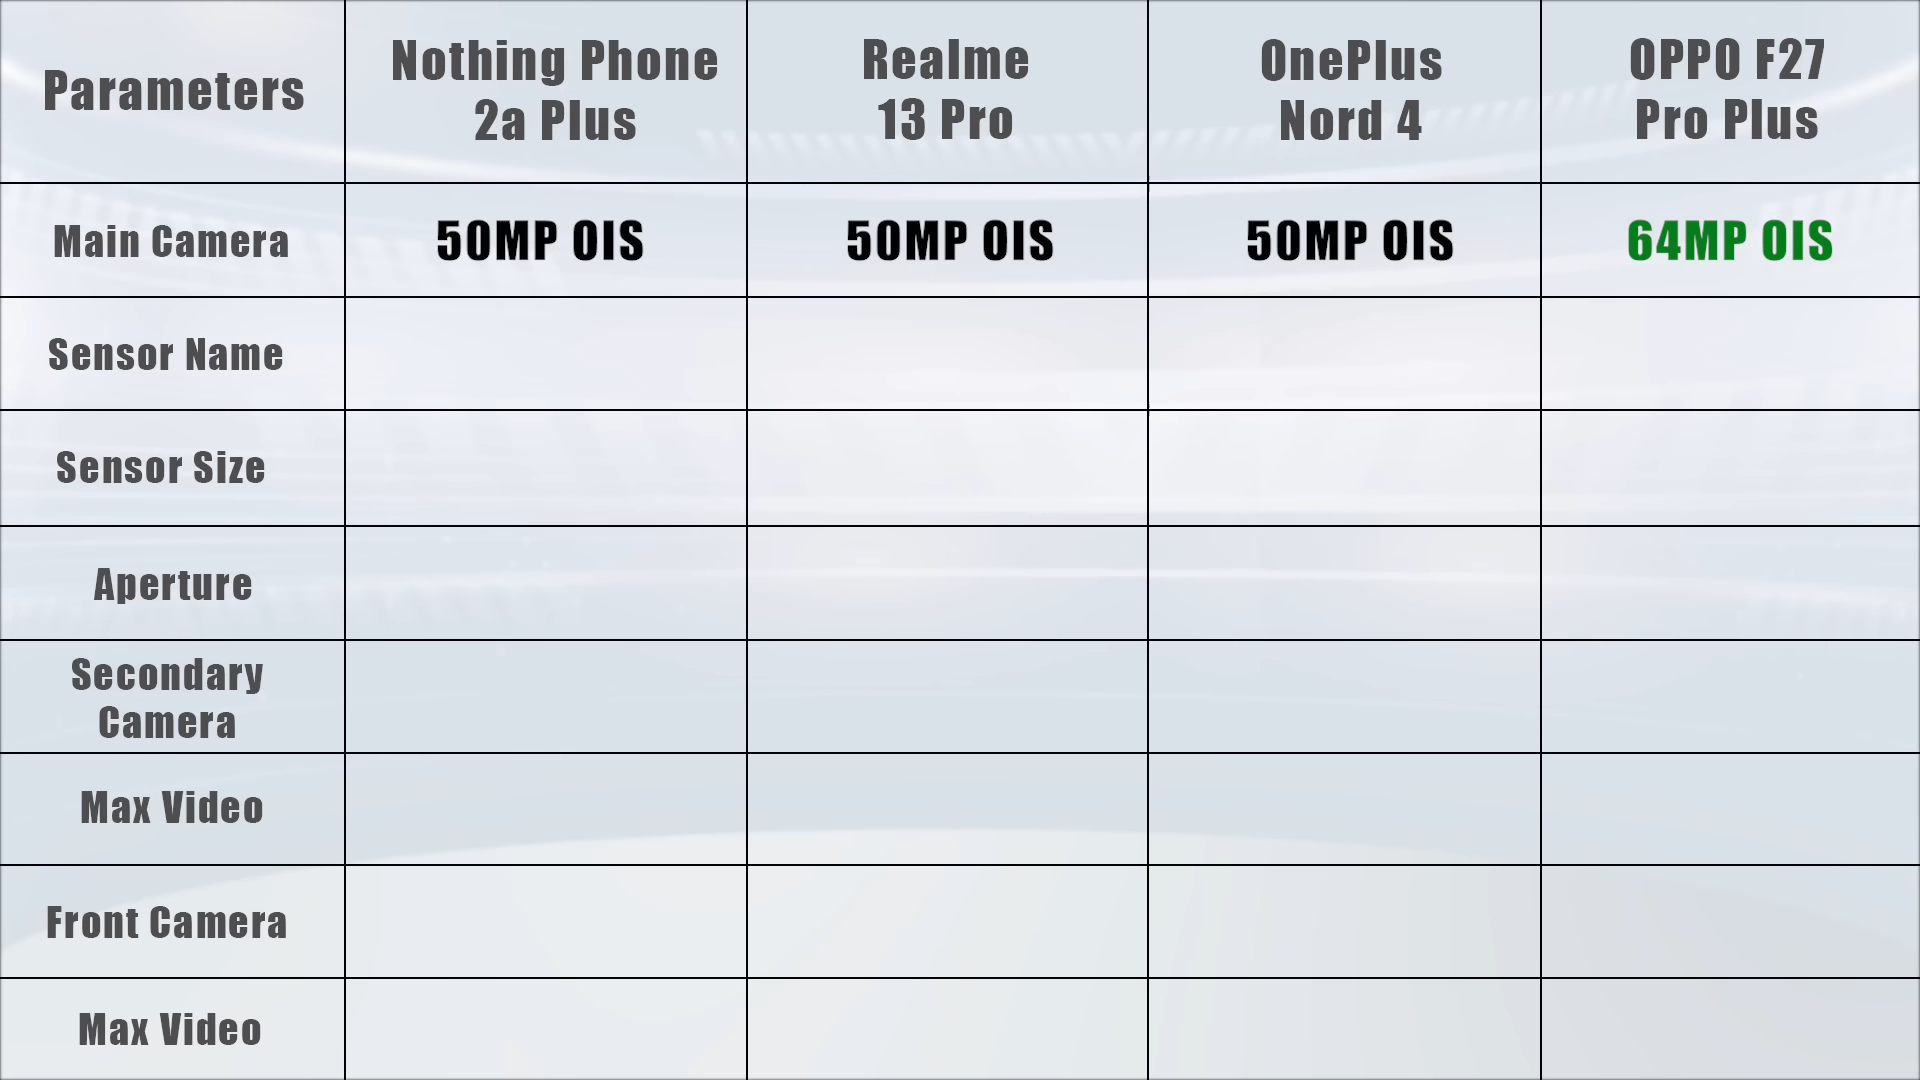 Parameters
Nothing Phone
2a Plus
Realme
13 Pro
OnePlus
Nord 4
OPPO F27
Pro Plus
Main Camera
50MP OIS
50MP OIS
50MP OIS
64MP OIS
Sensor Name
Sensor Size
Aperture
Secondary
Camera
Max Video
Front Camera
Max Video